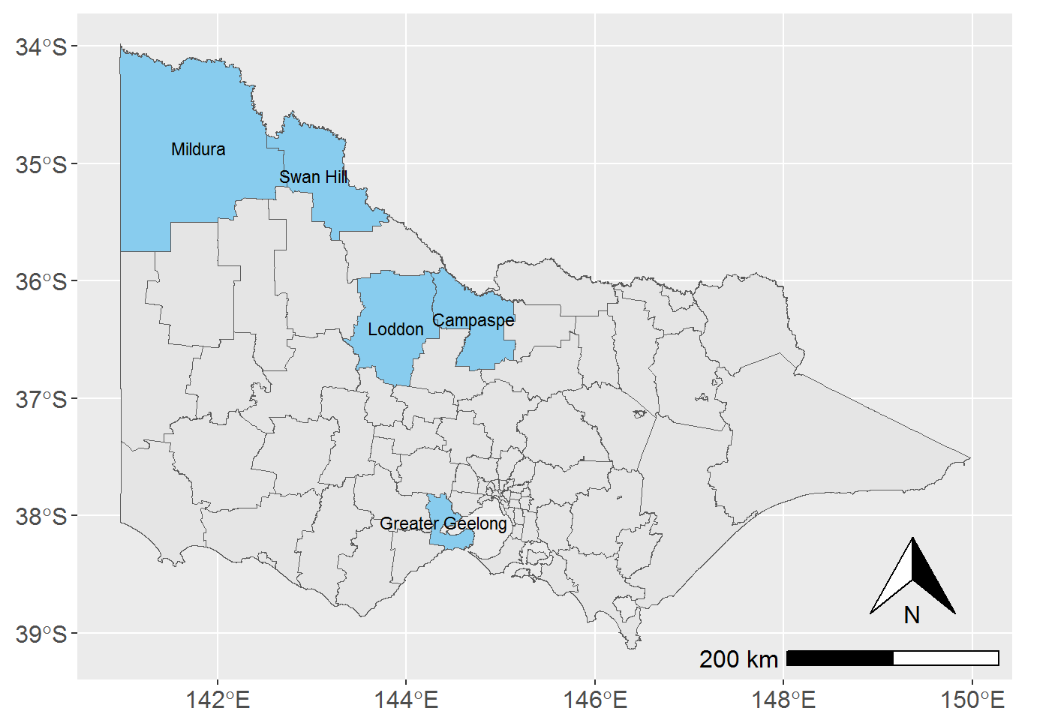 34°S
Mildura
35°S
Swan Hill
36°S
Campaspe
Loddon
37°S
38°S
Greater Geelong
N
39°S
200 km
142°E
144°E
146°E
148°E
150°E